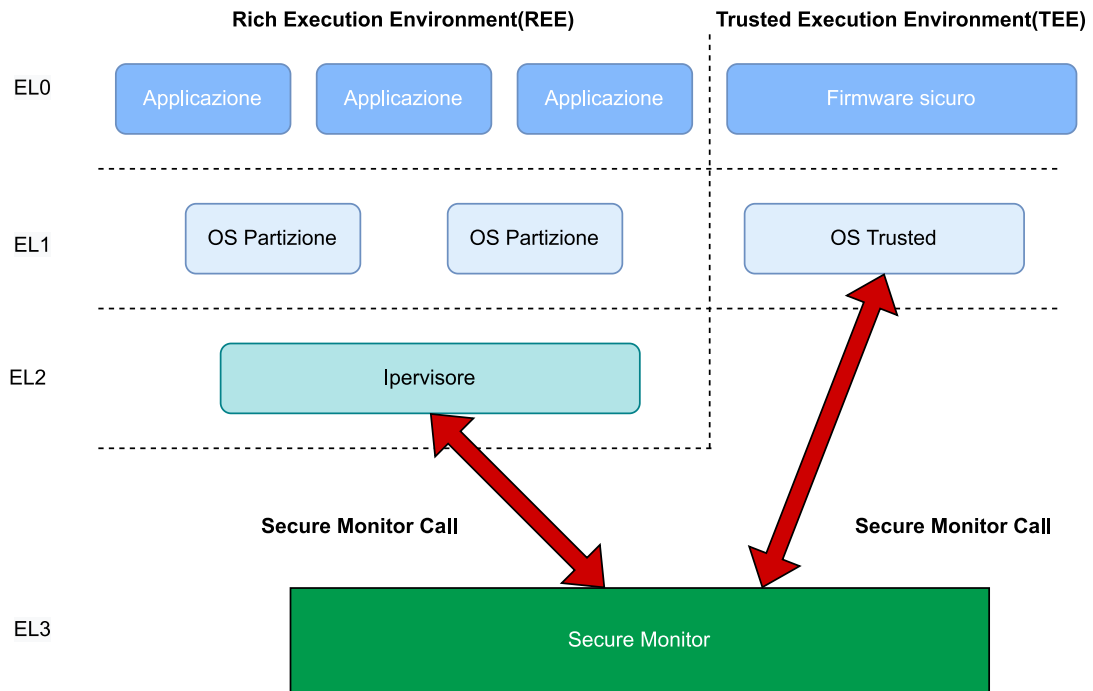 Rich Execution Environment(REE)
Trusted Execution Environment(TEE)
EL0
Applicazione
Applicazione
Applicazione
Firmware sicuro
EL1
OS Partizione
OS Partizione
OS Trusted
EL2
Ipervisore
Secure Monitor Call
Secure Monitor Call
EL3
Secure Monitor